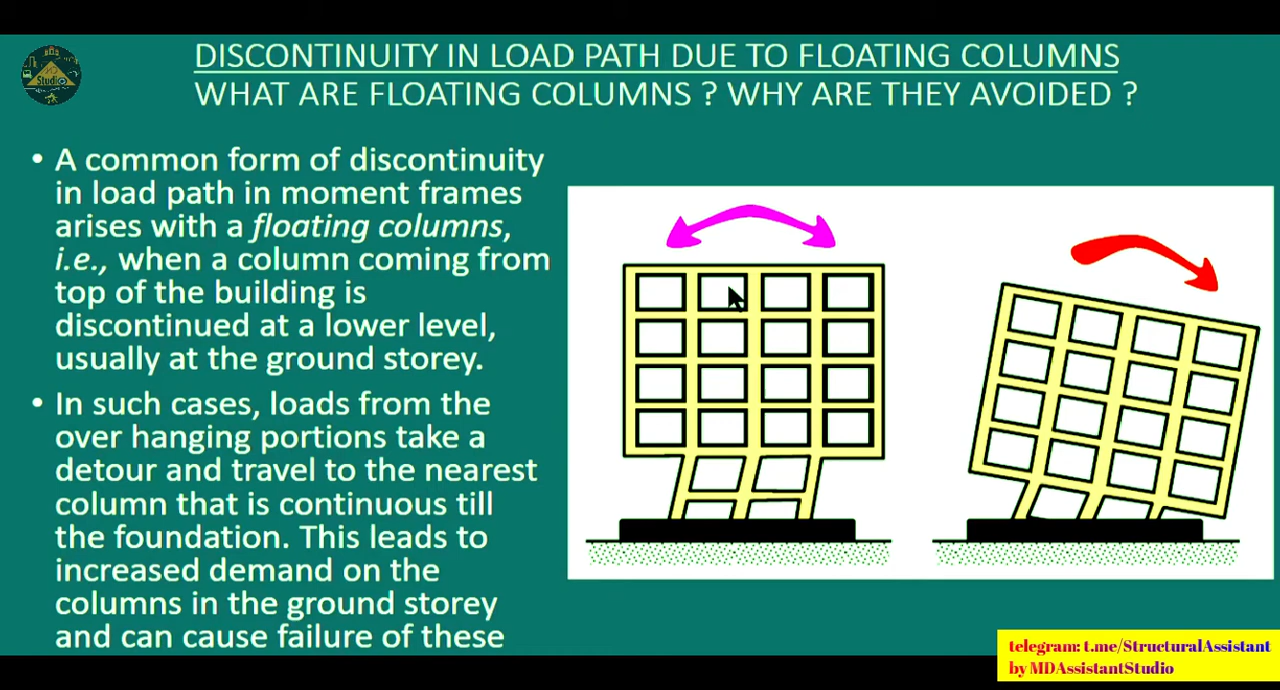 Studio
DISCONTINUITY IN LOAD PATH DUE TO FLOATING COLUMNS
WHAT ARE FLOATING COLUMNS ? WHY ARE THEY AVOIDED ?
• A common form of discontinuity
in load path in moment frames
arises with a floating columns,
i.e., when a column coming from
top of the building is
discontinued at a lower level,
usually at the ground storey.
• In such cases, loads from the
over hanging portions take a
detour and travel to the nearest
column that is continuous till
the foundation. This leads to
increased demand on the
columns in the ground storey
and can cause failure of these
telegram: t.me/StructuralAssistant
by MDAssistantStudio